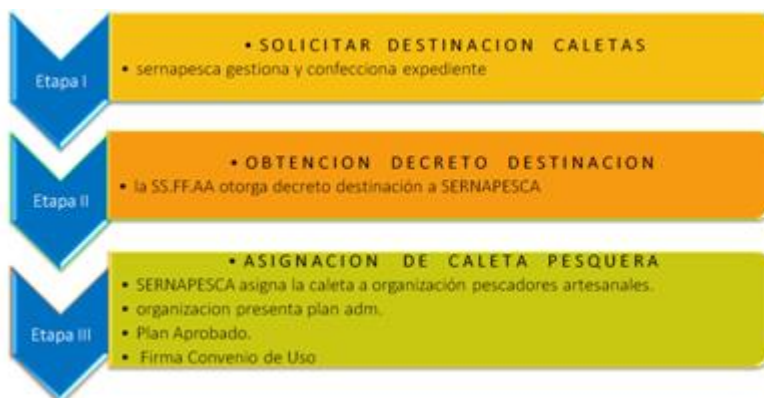 Etapa I
• SOLICITAR DESTINACION CALETAS
• sernapesca gestiona y confecciona expediente
Etapa II
• OBTENCION DECRETO DESTINACION
• la SS.FF.AA otorga decreto destinación a SERNAPESCA
Etapa III
• ASIGNACION DE CALETA PESQUERA
• SERNAPESCA asigna la caleta a organización pescadores artesanales.
• organizacion presenta plan adm.
• Plan Aprobado.
• Firma Convenio de Uso